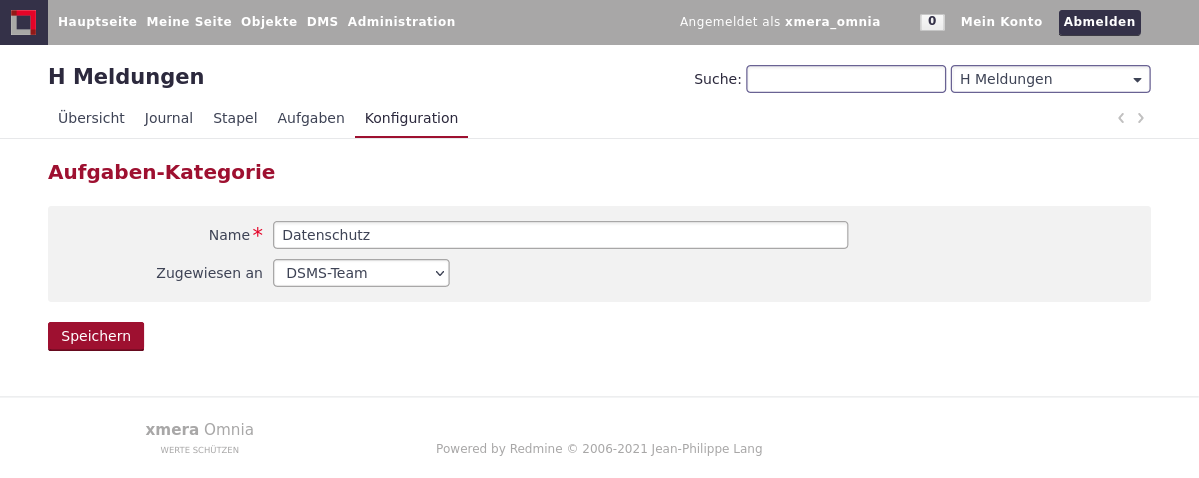 Hauptseite Meine Seite Objekte DMS Administration Angemeldet als xmera_omnia 0 Mein Konto Abmelden
H Meldungen Suche: H Meldungen
Übersicht Journal Stapel Aufgaben Konfiguration
Aufgaben-Kategorie
Name * Datenschutz
Zugewiesen an DSMS-Team
Speichern
xmera Omnia
WERTE SCHÜTZEN
Powered by Redmine © 2006-2021 Jean-Philippe Lang